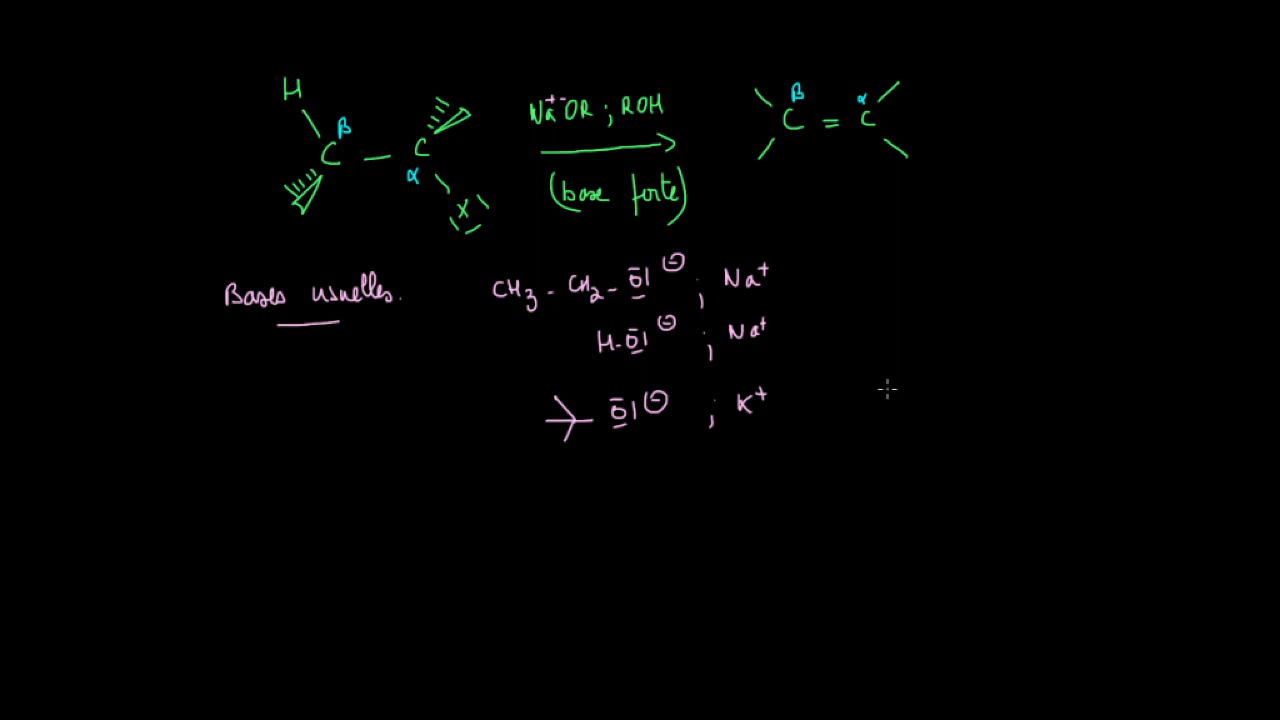 H
β
C — C
α
|X̲|
Na⁺ ⁻OR ; ROH
(base forte)
β α
C = C
Bases usuelles.
CH₃ - CH₂ - O̲̅| ⊖ ; Na⁺
H - O̲̅| ⊖ ; Na⁺
O̲̅| ⊖ ; K⁺